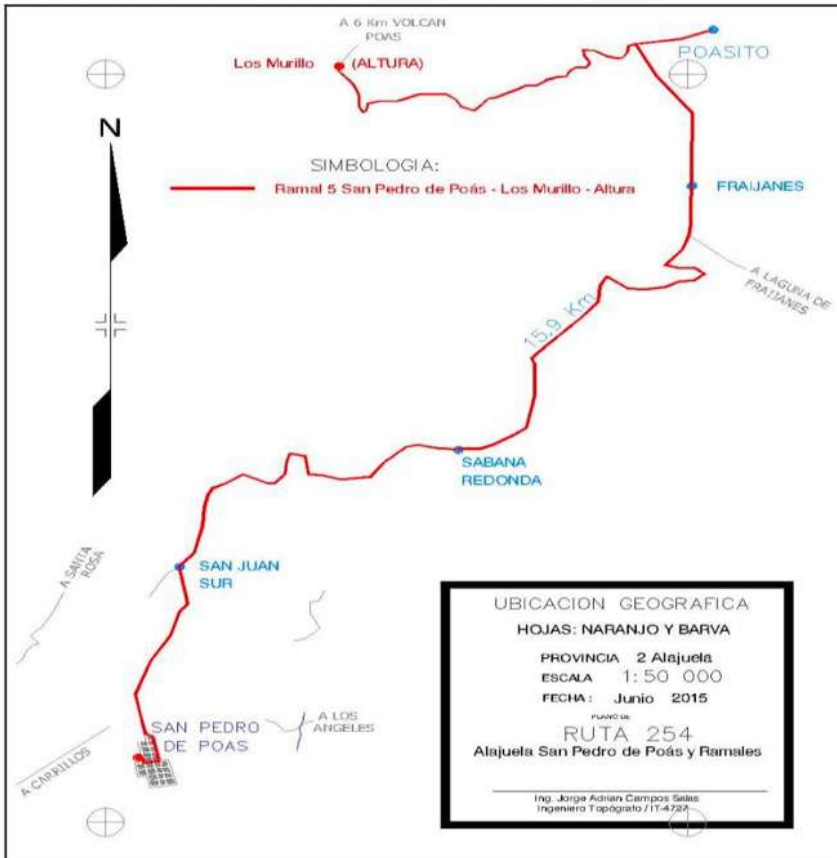 A 6 Km VOLCAN
POAS
Los Murillo (ALTURA)
POASITO
N
SIMBOLOGIA:
Ramal 5 San Pedro de Poás - Los Murillo - Altura
FRAIJANES
A LAGUNA DE
FRAIJANES
15,9 Km
SABANA
REDONDA
A SANTA
ROSA
SAN JUAN
SUR
SAN PEDRO
DE POAS
A LOS
ANGELES
A CARRILLOS
UBICACION GEOGRAFICA
HOJAS: NARANJO Y BARVA
PROVINCIA 2 Alajuela
ESCALA 1:50 000
FECHA: Junio 2015
PLANO DE
RUTA 254
Alajuela San Pedro de Poás y Ramales
Ing. Jorge Adrian Campos Salas
Ingeniero Topógrafo / IT-4727